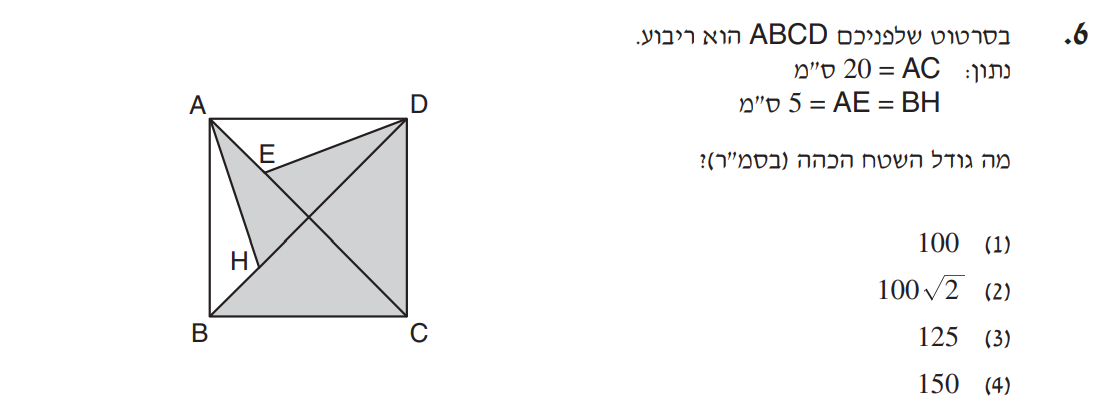 6. בסרטוט שלפניכם ABCD הוא ריבוע.
נתון: AC = 20 ס"מ
AE = BH = 5 ס"מ
מה גודל השטח הכהה (בסמ"ר)?
(1) 100
(2) 100√2
(3) 125
(4) 150
A D
E
H
B C